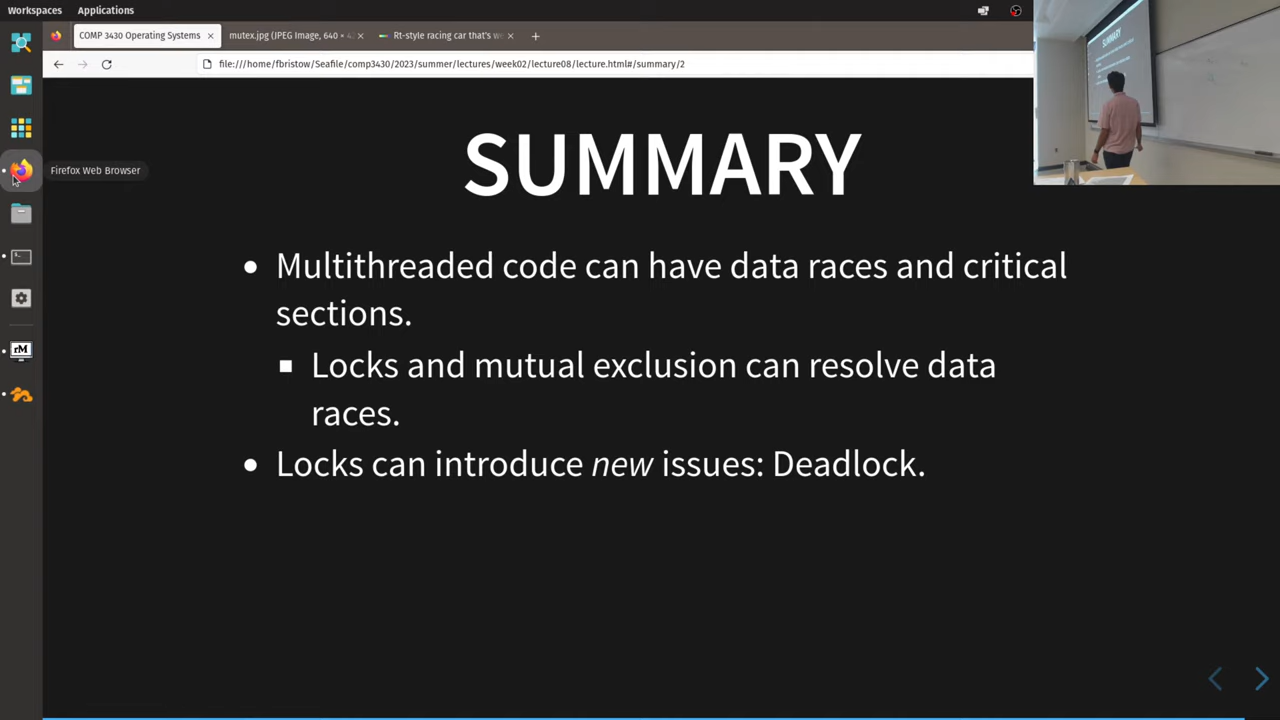 Workspaces Applications
COMP 3430 Operating Systems
mutex.jpg (JPEG Image, 640 ×
Rt-style racing car that's w
file:///home/fbristow/Seafile/comp3430/2023/summer/lectures/week02/lecture08/lecture.html#/summary/2
SUMMARY
Firefox Web Browser
SUMMARY
• Multithreaded code can have data races and critical
sections.
▪ Locks and mutual exclusion can resolve data
races.
• Locks can introduce new issues: Deadlock.
rM